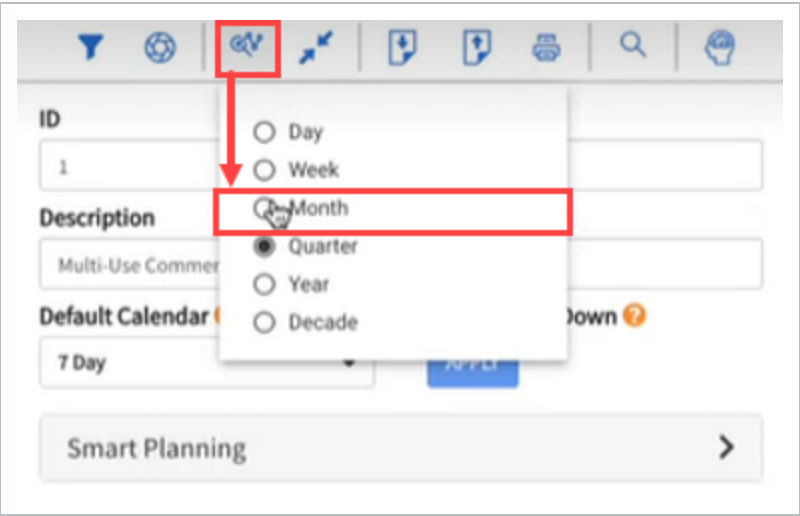 ID
Day
1
Week
Description
Month
Quarter
Multi-Use Commer
Year
Default Calendar
Down
Decade
7 Day
APPLY
Smart Planning